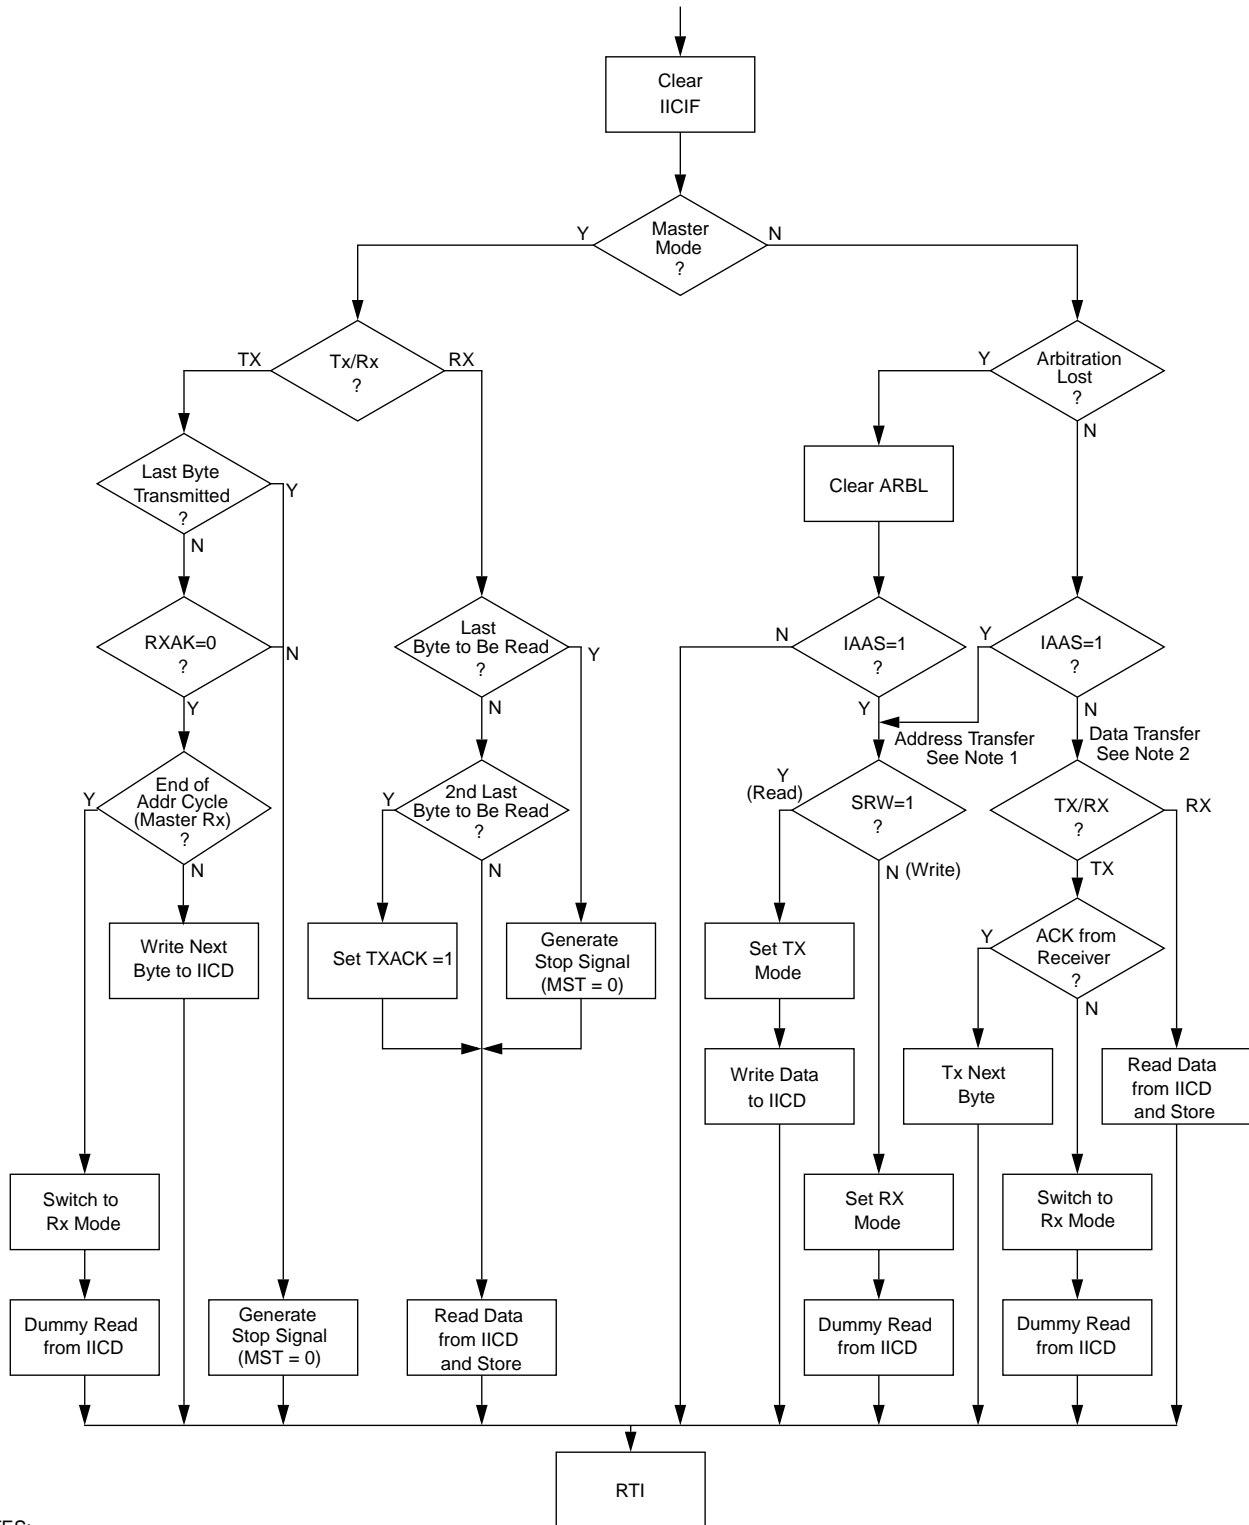 Clear
IICIF
Master
Mode
?
Y
N
Tx/Rx
?
TX
RX
Arbitration
Lost
?
Y
N
Last Byte
Transmitted
?
Y
N
Clear ARBL
RXAK=0
?
N
Y
Last
Byte to Be Read
?
Y
N
IAAS=1
?
N
Y
IAAS=1
?
Y
N
Address Transfer
See Note 1
Data Transfer
See Note 2
End of
Addr Cycle
(Master Rx)
?
Y
N
2nd Last
Byte to Be Read
?
Y
N
Y
(Read)
SRW=1
?
N (Write)
TX/RX
?
RX
TX
Write Next
Byte to IICD
Set TXACK =1
Generate
Stop Signal
(MST = 0)
Set TX
Mode
ACK from
Receiver
?
Y
N
Write Data
to IICD
Tx Next
Byte
Read Data
from IICD
and Store
Switch to
Rx Mode
Set RX
Mode
Switch to
Rx Mode
Dummy Read
from IICD
Generate
Stop Signal
(MST = 0)
Read Data
from IICD
and Store
Dummy Read
from IICD
Dummy Read
from IICD
RTI